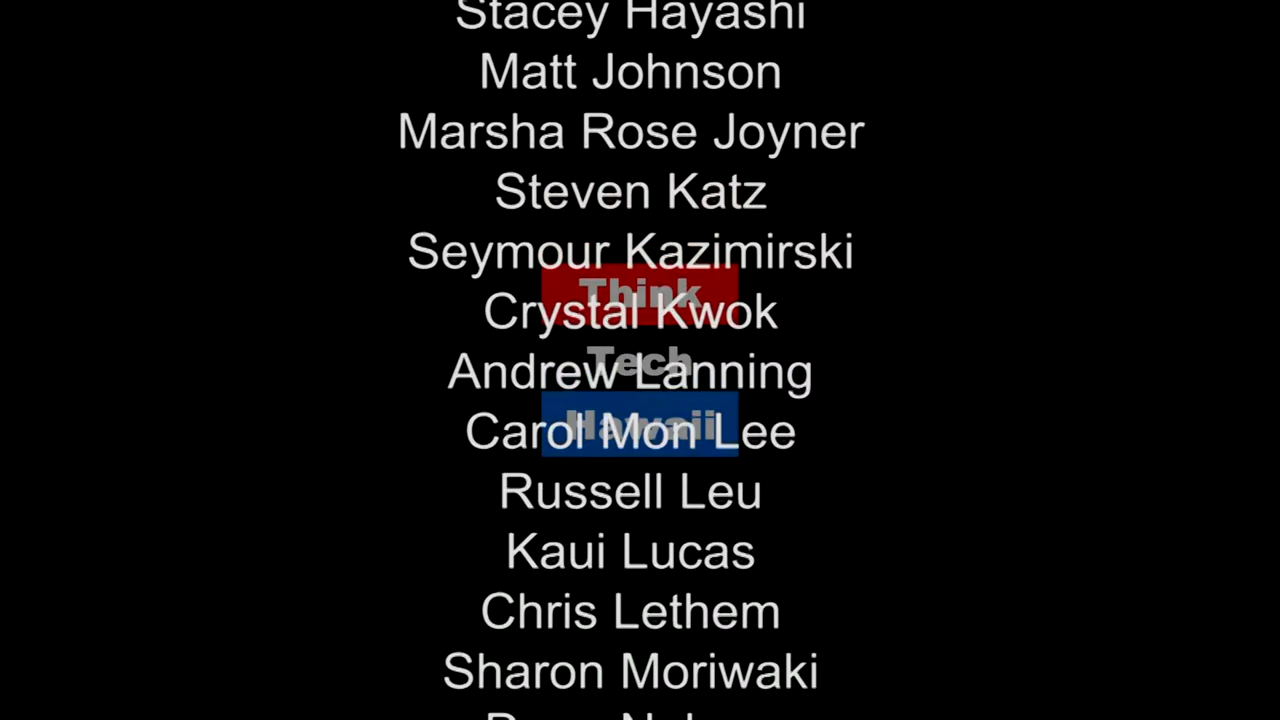 Stacey Hayashi
Matt Johnson
Marsha Rose Joyner
Steven Katz
Seymour Kazimirski
Think
Crystal Kwok
Tech
Andrew Lanning
Hawaii
Carol Mon Lee
Russell Leu
Kaui Lucas
Chris Lethem
Sharon Moriwaki